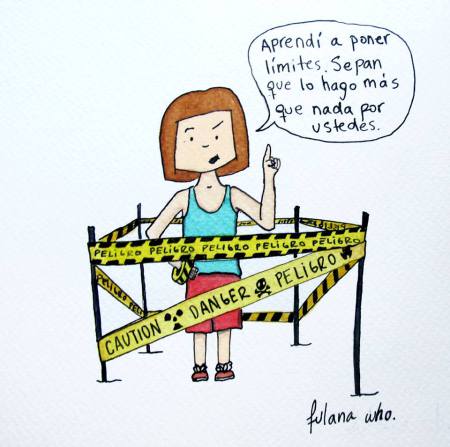 Aprendí a poner
límites. Sepan
que lo hago más
que nada por
ustedes.
PELIGRO PELIGRO PELIGRO PELIGRO PELIGRO
PELIGRO
PELIGRO
CAUTION DANGER PELIGRO
fulana who.